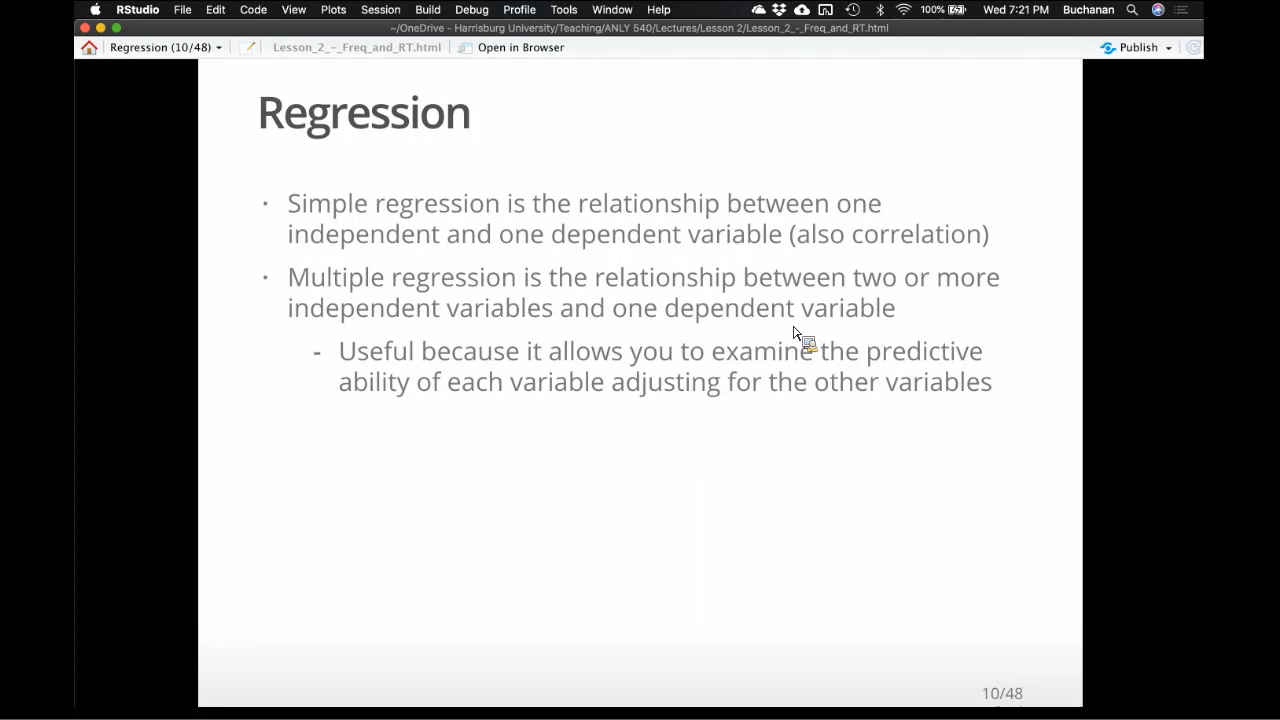 RStudio File Edit Code View Plots Session Build Debug Profile Tools Window Help 100% Wed 7:21 PM Buchanan
~/OneDrive - Harrisburg University/Teaching/ANLY 540/Lectures/Lesson 2/Lesson_2_-_Freq_and_RT.html
Regression (10/48) Lesson_2_-_Freq_and_RT.html Open in Browser Publish
Regression
· Simple regression is the relationship between one
independent and one dependent variable (also correlation)
· Multiple regression is the relationship between two or more
independent variables and one dependent variable
- Useful because it allows you to examine the predictive
ability of each variable adjusting for the other variables
10/48